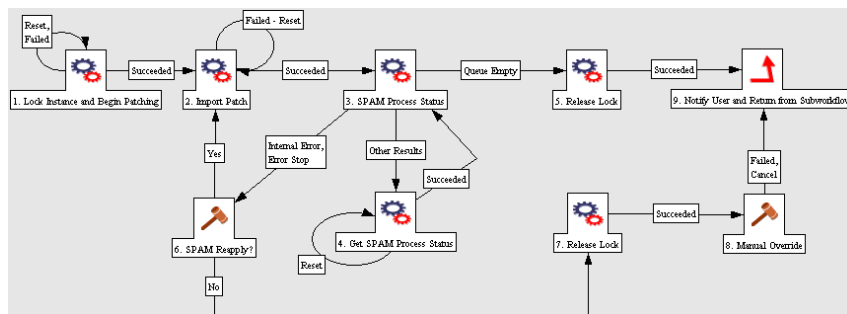 Reset,
Failed
Failed - Reset
Succeeded
Succeeded
Queue Empty
Succeeded
1. Lock Instance and Begin Patching
2. Import Patch
3. SPAM Process Status
5. Release Lock
9. Notify User and Return from Subworkflow
Yes
Internal Error,
Error Stop
Other Results
Succeeded
Failed,
Cancel
Succeeded
6. SPAM Reapply?
4. Get SPAM Process Status
7. Release Lock
8. Manual Override
Reset
No